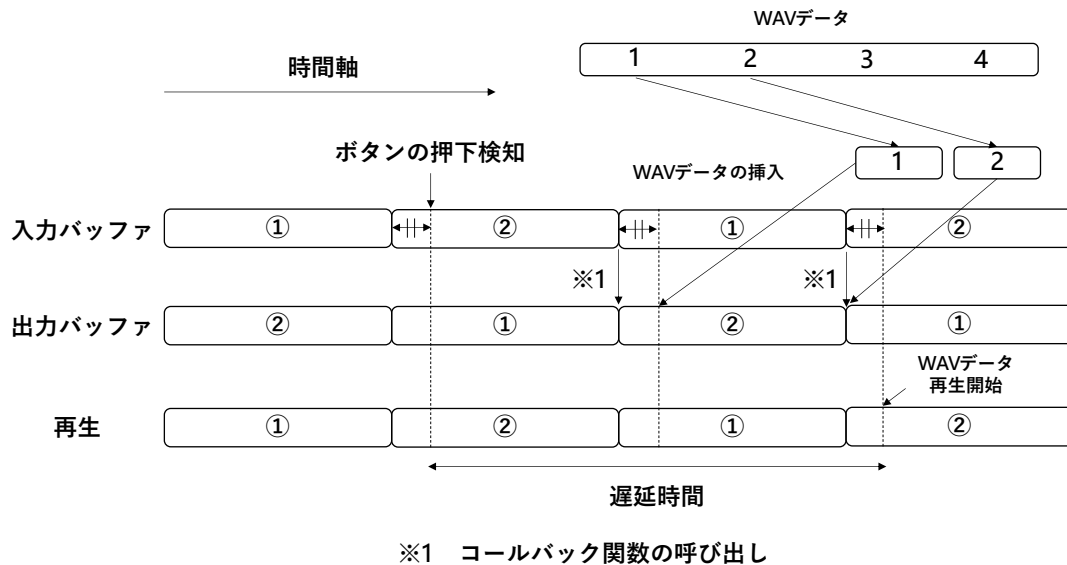 WAVデータ
1 2 3 4
時間軸
ボタンの押下検知
WAVデータの挿入
1 2
入力バッファ ① ② ① ②
※1 ※1
出力バッファ ② ① ② ①
WAVデータ
再生開始
再生 ① ② ① ②
遅延時間
※1 コールバック関数の呼び出し